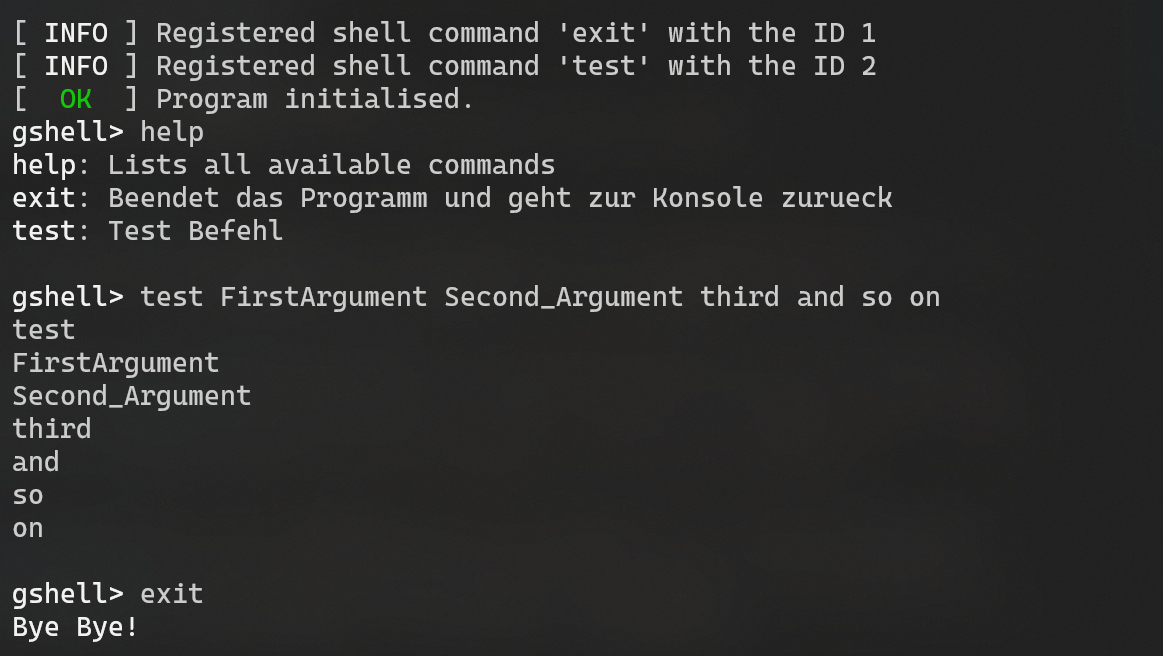 [ INFO ] Registered shell command 'exit' with the ID 1
[ INFO ] Registered shell command 'test' with the ID 2
[  OK  ] Program initialised.
gshell> help
help: Lists all available commands
exit: Beendet das Programm und geht zur Konsole zurueck
test: Test Befehl
gshell> test FirstArgument Second_Argument third and so on
test
FirstArgument
Second_Argument
third
and
so
on
gshell> exit
Bye Bye!